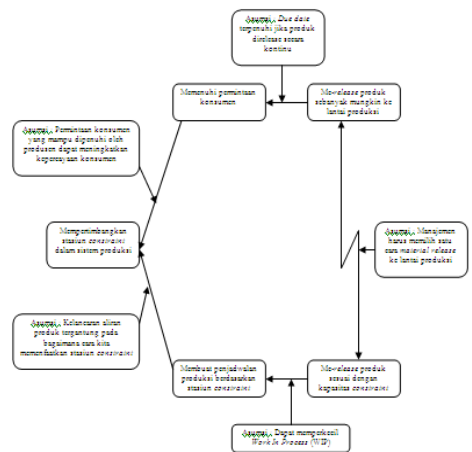 Asumsi : Due date
terpenuhi jika produk
direlease secara
kontinu
Memenuhi permintaan
konsumen
Me-release produk
sebanyak mungkin ke
lantai produksi
Asumsi : Permintaan konsumen
yang mampu dipenuhi oleh
produsen dapat meningkatkan
kepercayaan konsumen
Mempertimbangkan
stasiun constraint
dalam sistem produksi
Asumsi : Manajemen
harus memilih satu
cara material release
ke lantai produksi
Asumsi : Kelancaran aliran
produk tergantung pada
bagaimana cara kita
memanfaatkan stasiun constraint
Membuat penjadwalan
produksi berdasarkan
stasiun constraint
Me-release produk
sesuai dengan
kapasitas constraint
Asumsi : Dapat memperkecil
Work In Process (WIP)